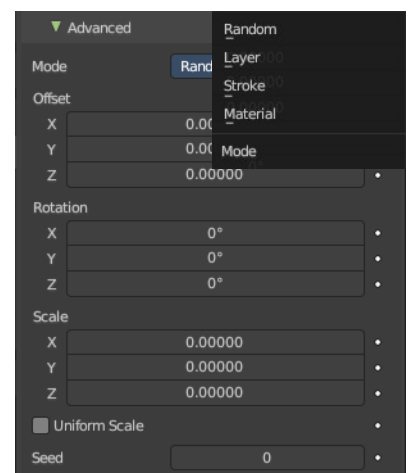 Advanced
Random
Mode
Rand
Layer
Stroke
Material
Mode
Offset
X 0.00
Y 0.00
Z 0.00000
Rotation
X 0°
Y 0°
Z 0°
Scale
X 0.00000
Y 0.00000
Z 0.00000
Uniform Scale
Seed 0